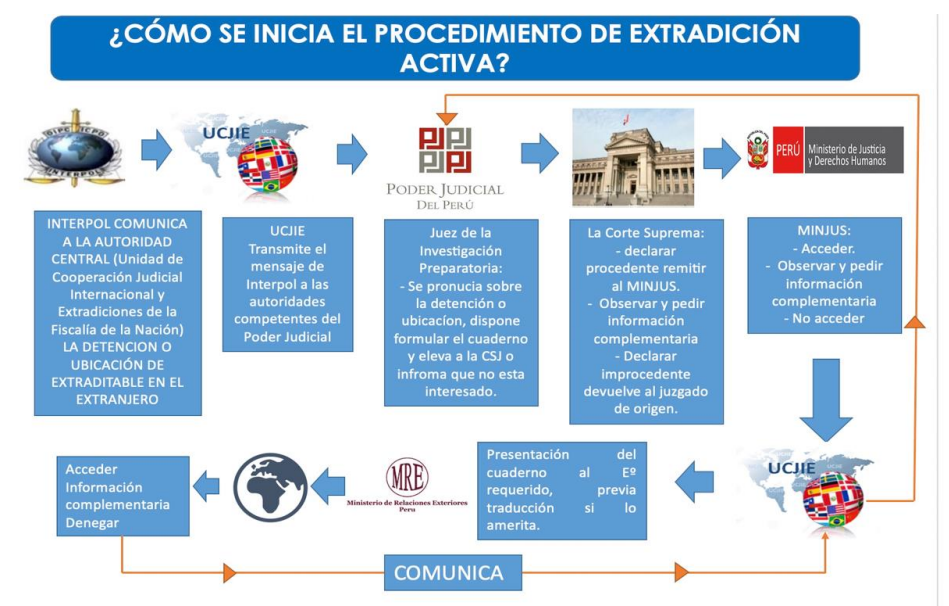 ¿CÓMO SE INICIA EL PROCEDIMIENTO DE EXTRADICIÓN
ACTIVA?
OIPC ICPO
INTERPOL
UCJIE
PODER JUDICIAL
DEL PERÚ
PERÚ
Ministerio de Justicia
y Derechos Humanos
INTERPOL COMUNICA
A LA AUTORIDAD
CENTRAL (Unidad de
Cooperación Judicial
Internacional y
Extradiciones de la
Fiscalía de la Nación)
LA DETENCION O
UBICACIÓN DE
EXTRADITABLE EN EL
EXTRANJERO
UCJIE
Transmite el
mensaje de
Interpol a las
autoridades
competentes del
Poder Judicial
Juez de la
Investigación
Preparatoria:
- Se pronucia sobre
la detención o
ubicacíon, dispone
formular el cuaderno
y eleva a la CSJ o
infroma que no esta
interesado.
La Corte Suprema:
- declarar
procedente remitir
al MINJUS.
- Observar y pedir
información
complementaria
- Declarar
improcedente
devuelve al juzgado
de origen.
MINJUS:
- Acceder.
- Observar y pedir
información
complementaria
- No acceder
UCJIE
Presentación del
cuaderno al Eº
requerido, previa
traducción si lo
amerita.
MRE
Ministerio de Relaciones Exteriores
Peru
Acceder
Información
complementaria
Denegar
COMUNICA